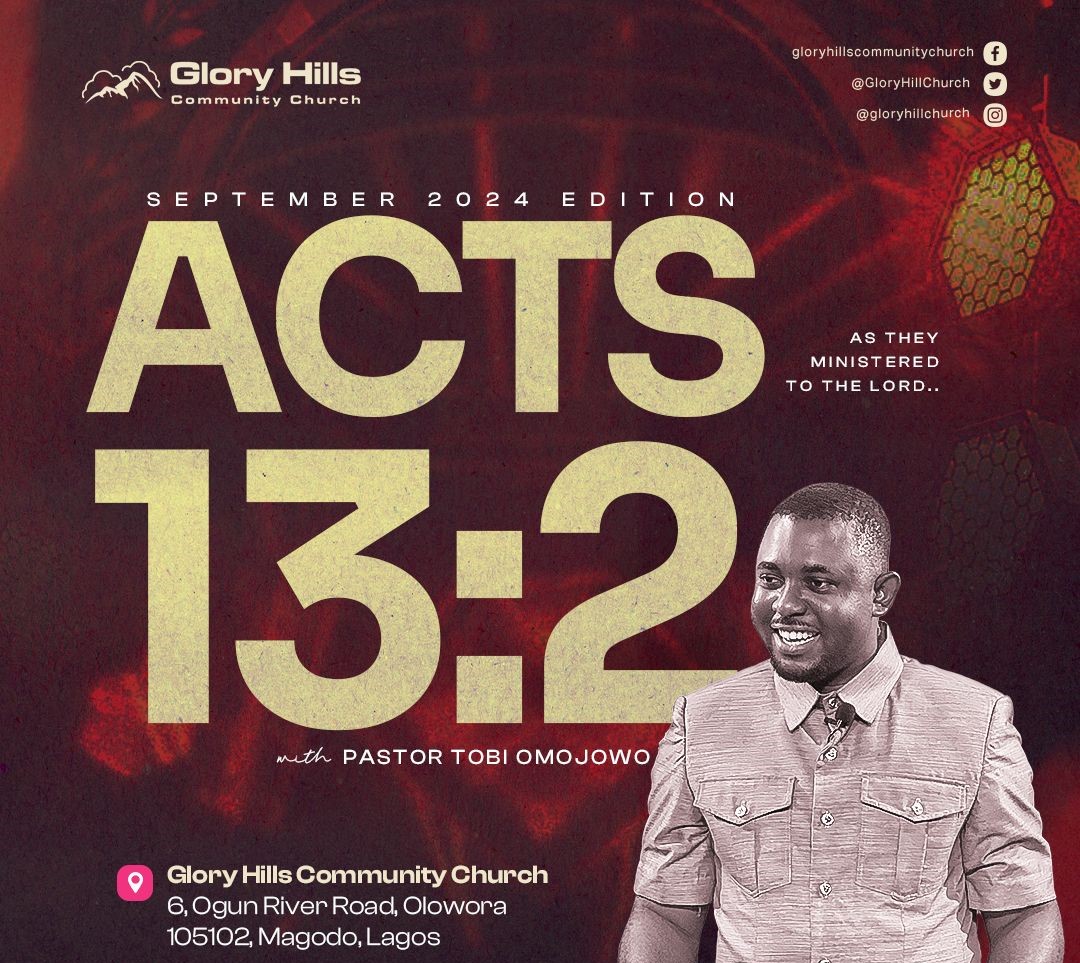 Glory Hills
Community Church
gloryhillscommunitychurch
@GloryHillChurch
@gloryhillchurch
SEPTEMBER 2024 EDITION
ACTS
13:2
AS THEY
MINISTERED
TO THE LORD..
with PASTOR TOBI OMOJOWO
Glory Hills Community Church
6, Ogun River Road, Olowora
105102, Magodo, Lagos